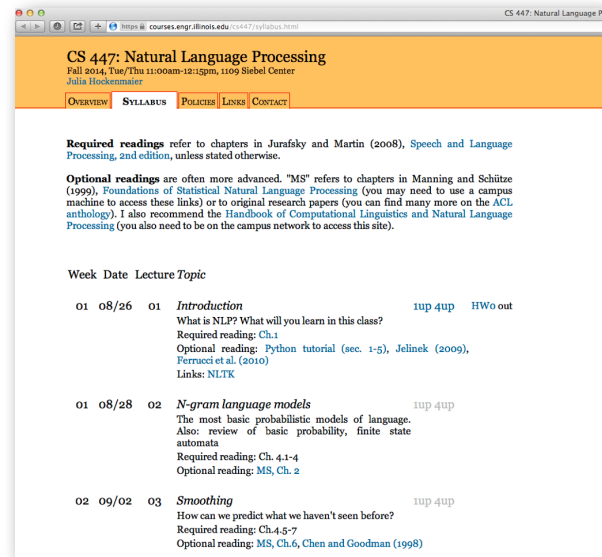 CS 447: Natural Language P
https courses.engr.illinois.edu/cs447/syllabus.html
CS 447: Natural Language Processing
Fall 2014, Tue/Thu 11:00am-12:15pm, 1109 Siebel Center
Julia Hockenmaier
Overview Syllabus Policies Links Contact
Required readings refer to chapters in Jurafsky and Martin (2008), Speech and Language
Processing, 2nd edition, unless stated otherwise.
Optional readings are often more advanced. "MS" refers to chapters in Manning and Schütze
(1999), Foundations of Statistical Natural Language Processing (you may need to use a campus
machine to access these links) or to original research papers (you can find many more on the ACL
anthology). I also recommend the Handbook of Computational Linguistics and Natural Language
Processing (you also need to be on the campus network to access this site).
Week Date Lecture Topic
01 08/26 01 Introduction 1up 4up HW0 out
What is NLP? What will you learn in this class?
Required reading: Ch.1
Optional reading: Python tutorial (sec. 1-5), Jelinek (2009),
Ferrucci et al. (2010)
Links: NLTK
01 08/28 02 N-gram language models 1up 4up
The most basic probabilistic models of language.
Also: review of basic probability, finite state
automata
Required reading: Ch. 4.1-4
Optional reading: MS, Ch. 2
02 09/02 03 Smoothing 1up 4up
How can we predict what we haven't seen before?
Required reading: Ch.4.5-7
Optional reading: MS, Ch.6, Chen and Goodman (1998)